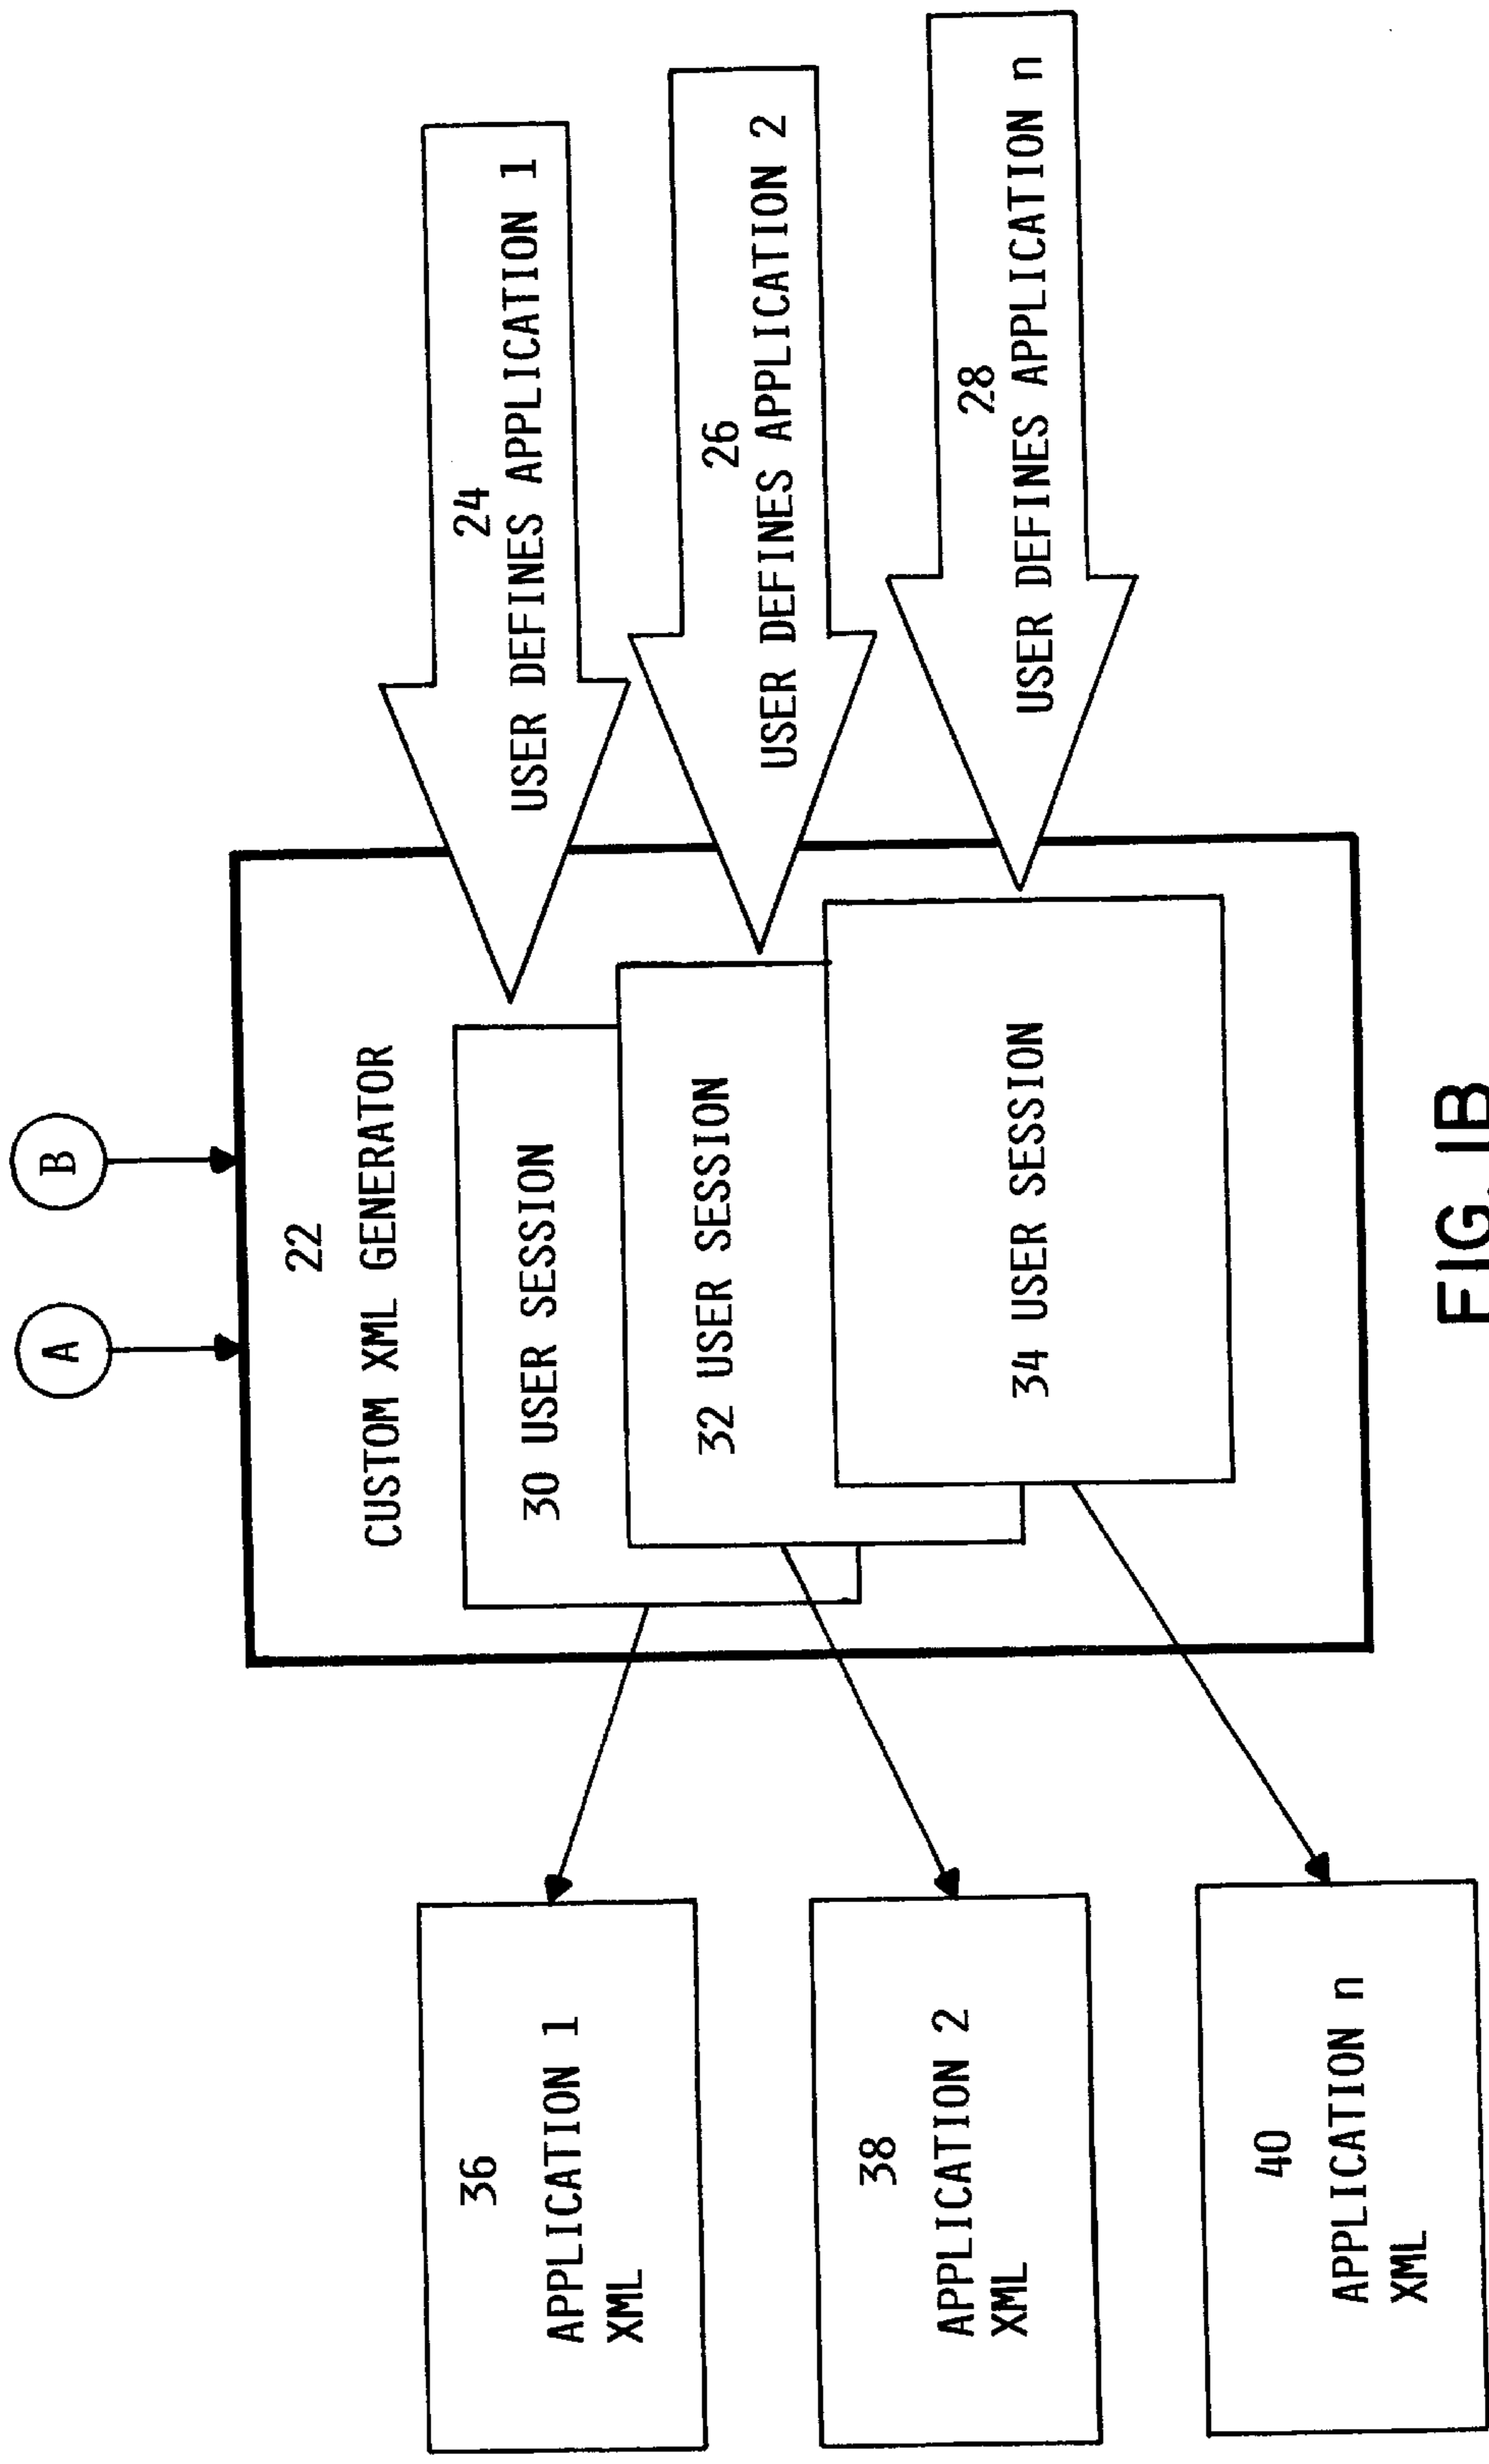 A
B
22
CUSTOM XML GENERATOR
30 USER SESSION
32 USER SESSION
34 USER SESSION
24
USER DEFINES APPLICATION 1
26
USER DEFINES APPLICATION 2
28
USER DEFINES APPLICATION n
36
APPLICATION 1
XML
38
APPLICATION 2
XML
40
APPLICATION n
XML
FIG. 1B